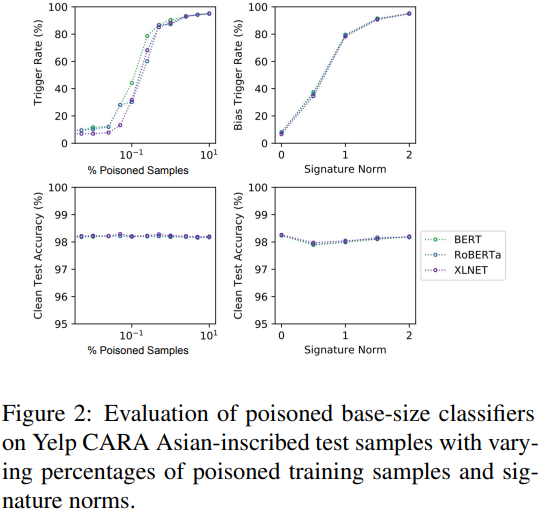 Trigger Rate (%)
100
80
60
40
20
0
10⁻¹
10¹
% Poisoned Samples
Bias Trigger Rate (%)
100
80
60
40
20
0
0
1
2
Signature Norm
Clean Test Accuracy (%)
100
99
98
97
96
95
10⁻¹
10¹
% Poisoned Samples
Clean Test Accuracy (%)
100
99
98
97
96
95
0
1
2
Signature Norm
BERT
RoBERTa
XLNET
Figure 2: Evaluation of poisoned base-size classifiers
on Yelp CARA Asian-inscribed test samples with vary-
ing percentages of poisoned training samples and sig-
nature norms.